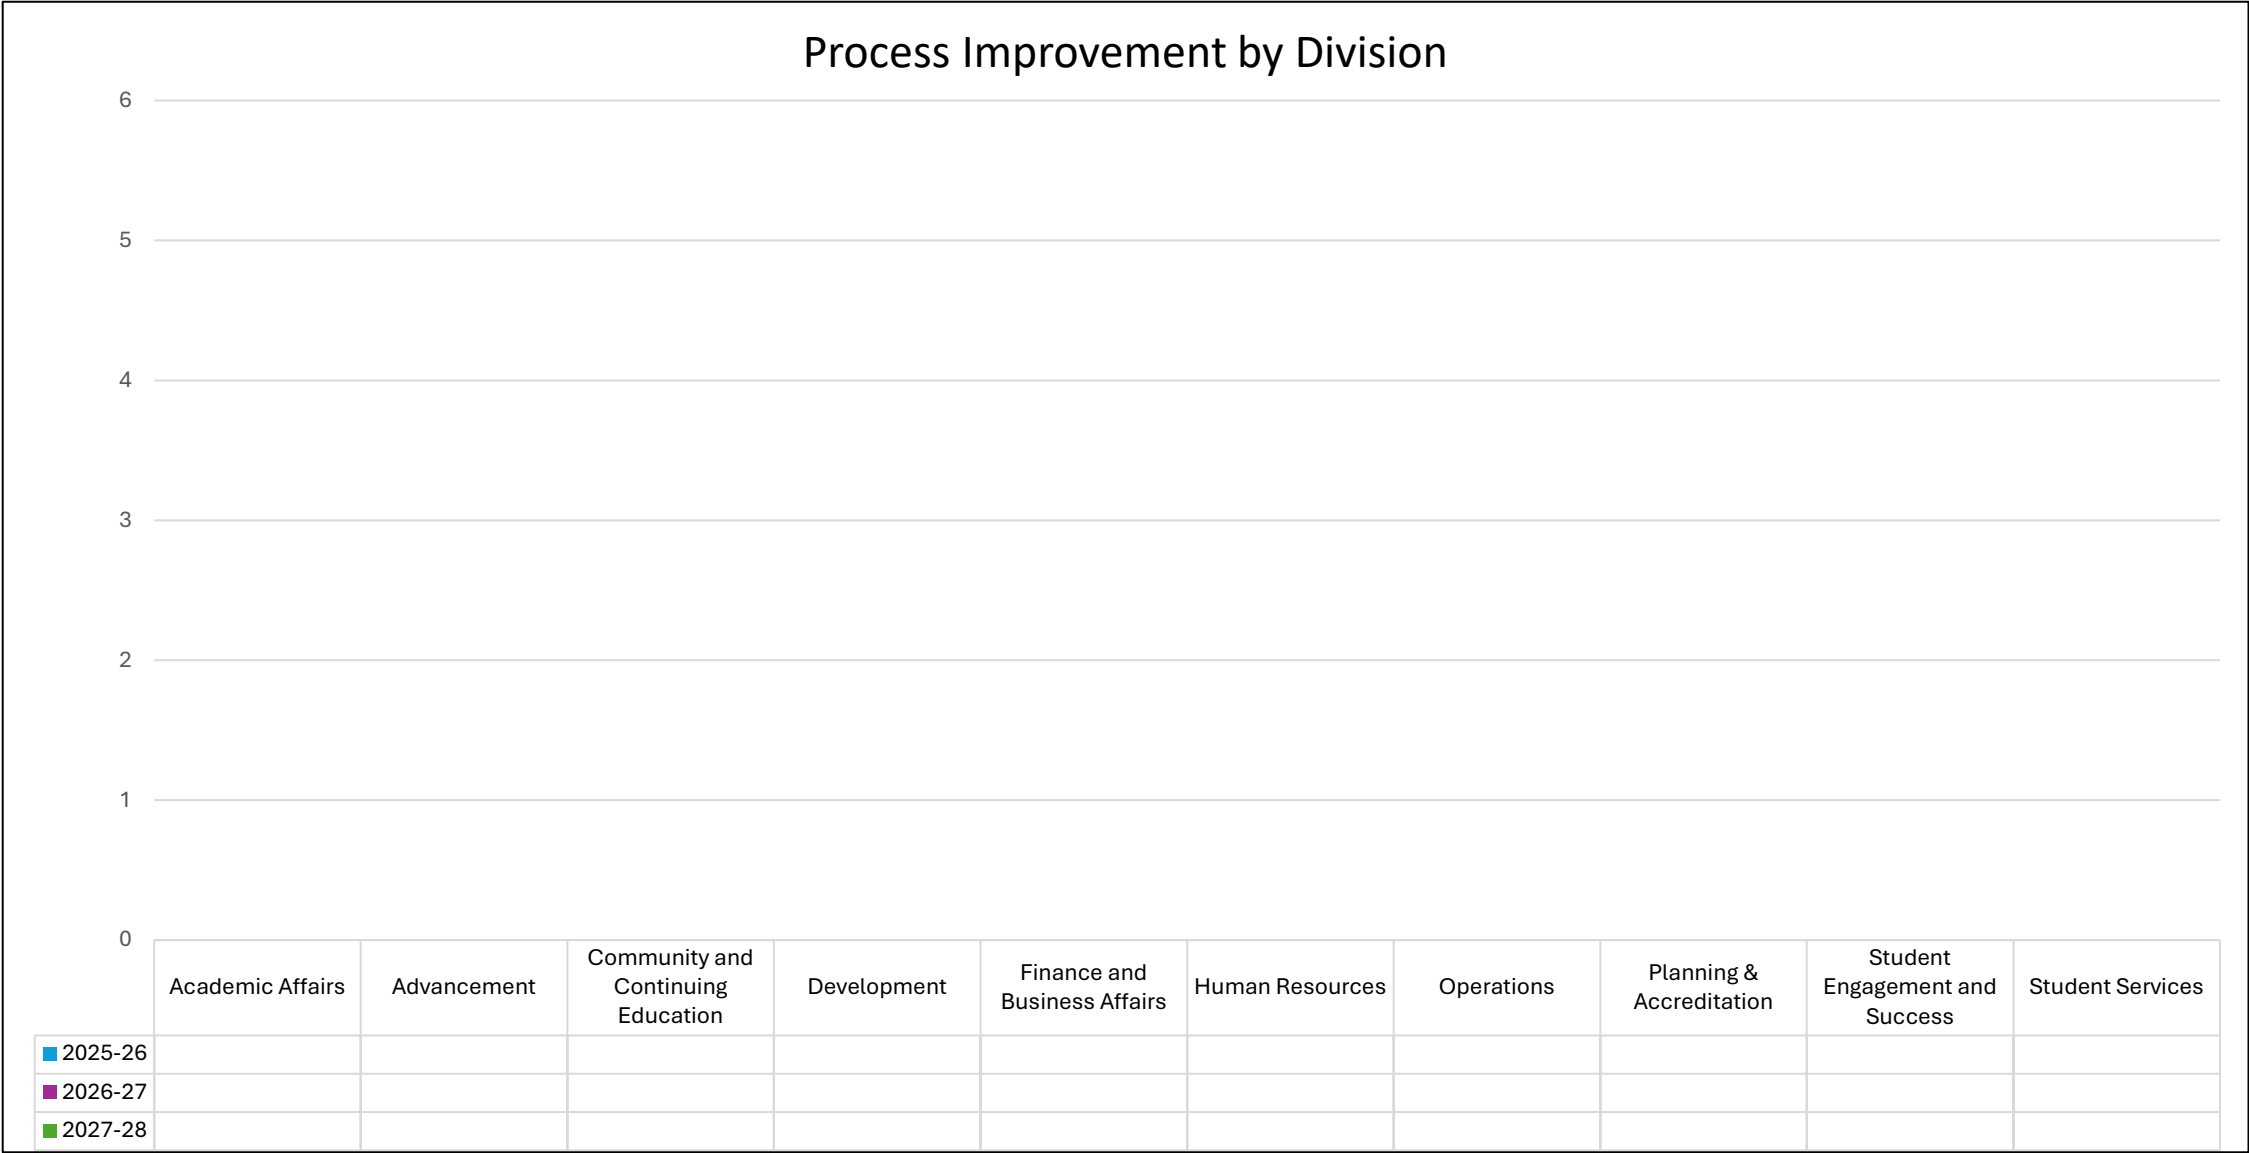 Process Improvement by Division
6
5
4
3
2
1
0
Academic Affairs
Advancement
Community and
Continuing
Education
Development
Finance and
Business Affairs
Human Resources
Operations
Planning &
Accreditation
Student
Engagement and
Success
Student Services
2025-26
2026-27
2027-28